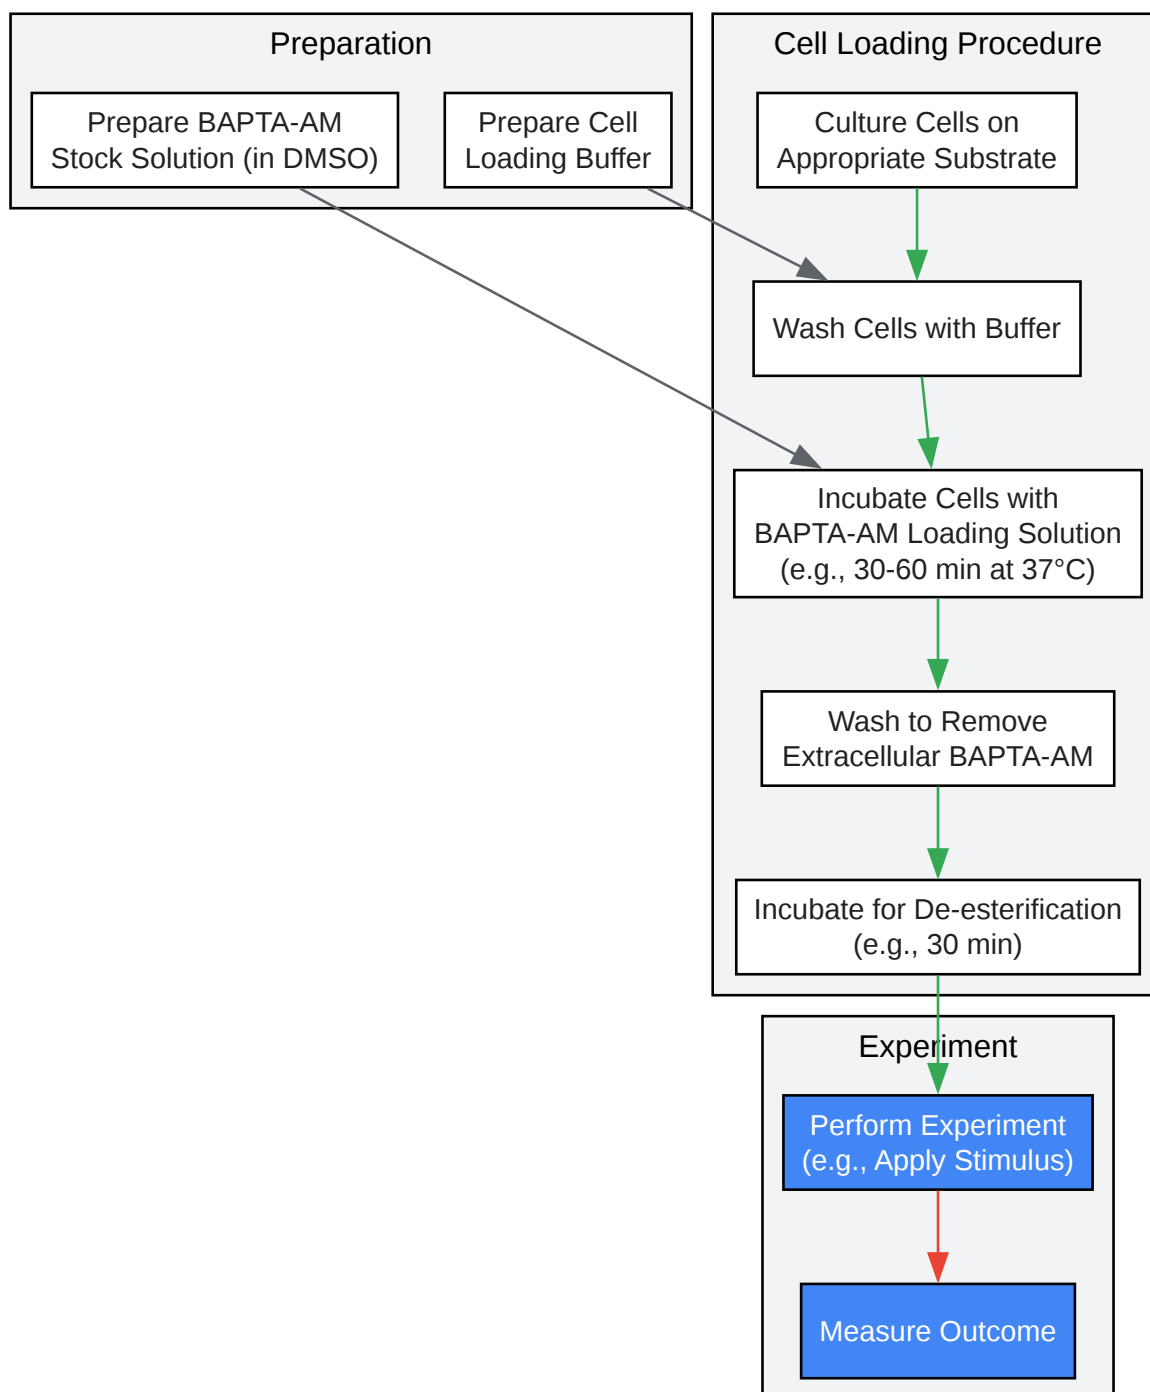 Preparation
Prepare BAPTA-AM
Stock Solution (in DMSO)
Prepare Cell
Loading Buffer
Cell Loading Procedure
Culture Cells on
Appropriate Substrate
Wash Cells with Buffer
Incubate Cells with
BAPTA-AM Loading Solution
(e.g., 30-60 min at 37°C)
Wash to Remove
Extracellular BAPTA-AM
Incubate for De-esterification
(e.g., 30 min)
Experiment
Perform Experiment
(e.g., Apply Stimulus)
Measure Outcome